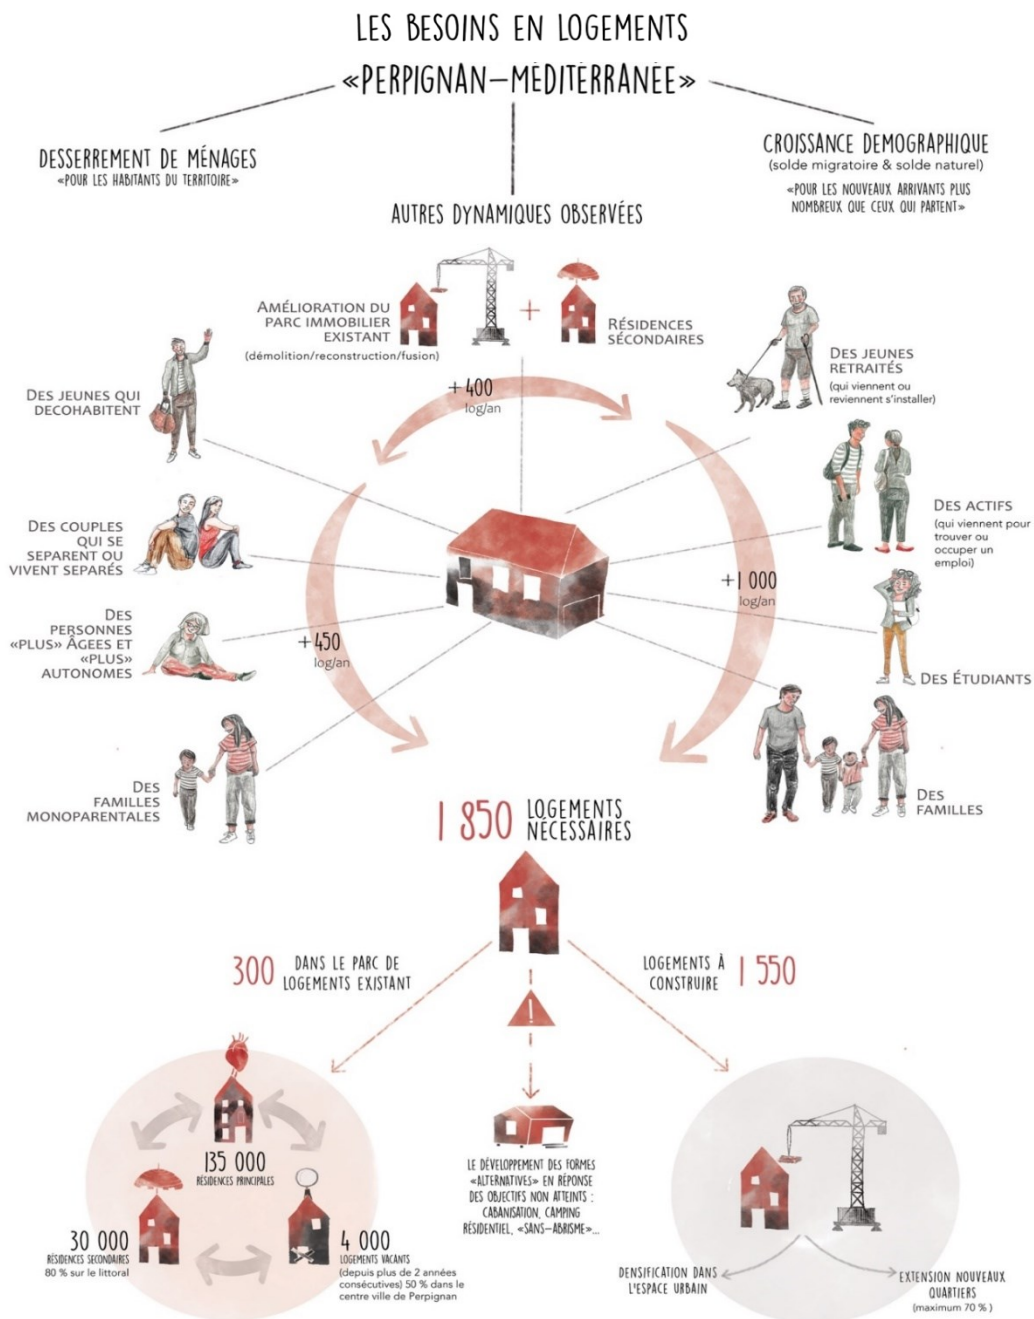 LES BESOINS EN LOGEMENTS
«PERPIGNAN-MÉDITERRANÉE»
DESSERREMENT DE MÉNAGES
«POUR LES HABITANTS DU TERRITOIRE»
CROISSANCE DEMOGRAPHIQUE
(solde migratoire & solde naturel)
«POUR LES NOUVEAUX ARRIVANTS PLUS
NOMBREUX QUE CEUX QUI PARTENT»
AUTRES DYNAMIQUES OBSERVÉES
AMÉLIORATION DU
PARC IMMOBILIER
EXISTANT
(démolition/reconstruction/fusion)
+
RÉSIDENCES
SÉCONDAIRES
+400
log/an
DES JEUNES QUI
DECOHABITENT
DES COUPLES
QUI SE
SEPARENT OU
VIVENT SEPARÉS
DES
PERSONNES
«PLUS» ÂGEES ET
«PLUS»
AUTONOMES
DES
FAMILLES
MONOPARENTALES
+450
log/an
DES JEUNES
RETRAITÉS
(qui viennent ou
reviennent s'installer)
DES ACTIFS
(qui viennent pour
trouver ou
occuper un
emploi)
+1 000
log/an
DES ÉTUDIANTS
DES
FAMILLES
1 850 LOGEMENTS
NÉCESSAIRES
300 DANS LE PARC DE
LOGEMENTS EXISTANT
LOGEMENTS À
CONSTRUIRE 1 550
!
135 000
RÉSIDENCES PRINCIPALES
30 000
RÉSIDENCES SECONDAIRES
80 % sur le littoral
4 000
LOGEMENTS VACANTS
(depuis plus de 2 années
consécutives) 50 % dans le
centre ville de Perpignan
LE DÉVELOPPEMENT DES FORMES
«ALTERNATIVES» EN RÉPONSE
DES OBJECTIFS NON ATTEINTS :
CABANISATION, CAMPING
RÉSIDENTIEL, «SANS-ABRISME»...
DENSIFICATION DANS
L'ESPACE URBAIN
EXTENSION NOUVEAUX
QUARTIERS
(maximum 70 % )